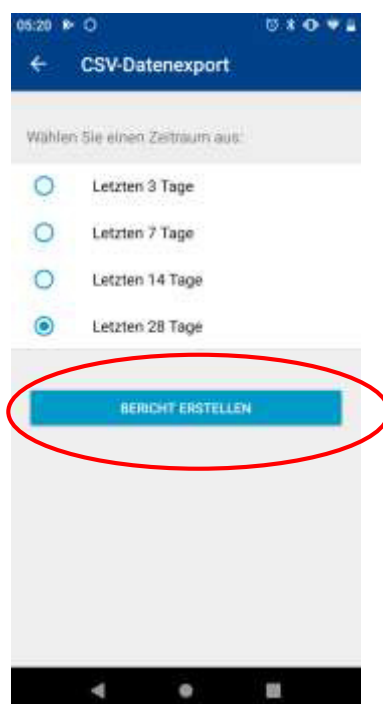 05:20
CSV-Datenexport
Wählen Sie einen Zeitraum aus:
Letzten 3 Tage
Letzten 7 Tage
Letzten 14 Tage
Letzten 28 Tage
BERICHT ERSTELLEN